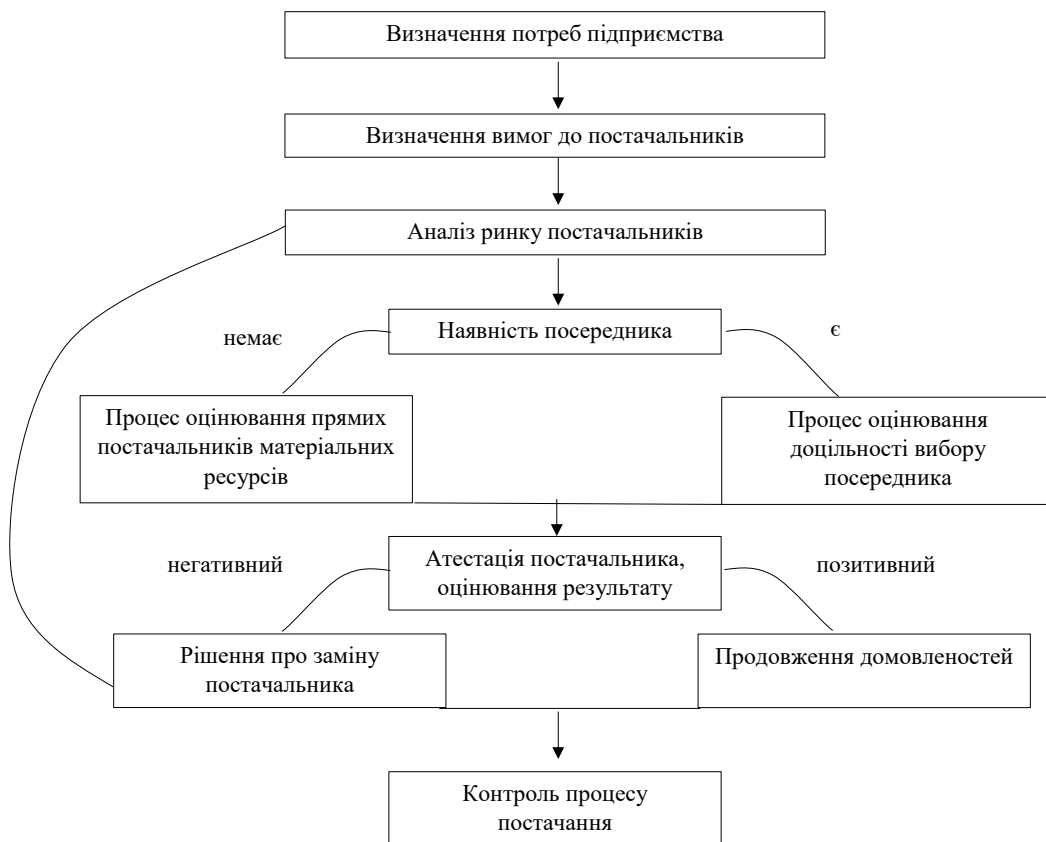 Визначення потреб підприємства
Визначення вимог до постачальників
Аналіз ринку постачальників
немає
Наявність посередника
є
Процес оцінювання прямих
постачальників матеріальних
ресурсів
Процес оцінювання
доцільності вибору
посередника
негативний
Атестація постачальника,
оцінювання результату
позитивний
Рішення про заміну
постачальника
Продовження домовленостей
Контроль процесу
постачання